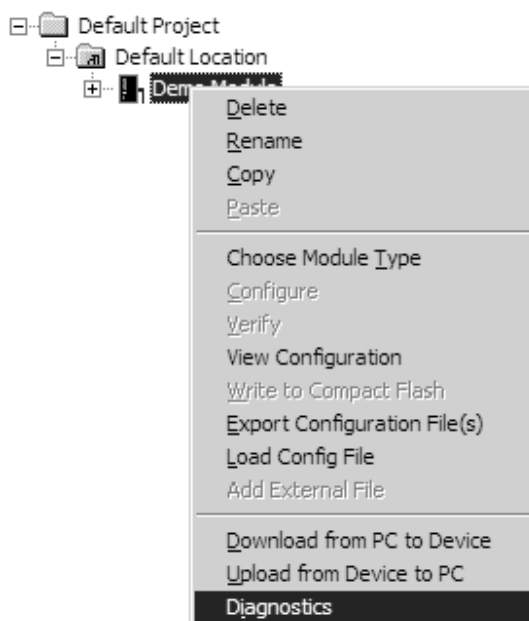 Default Project
Default Location
Demo Module
Delete
Rename
Copy
Paste
Choose Module Type
Configure
Verify
View Configuration
Write to Compact Flash
Export Configuration File(s)
Load Config File
Add External File
Download from PC to Device
Upload from Device to PC
Diagnostics